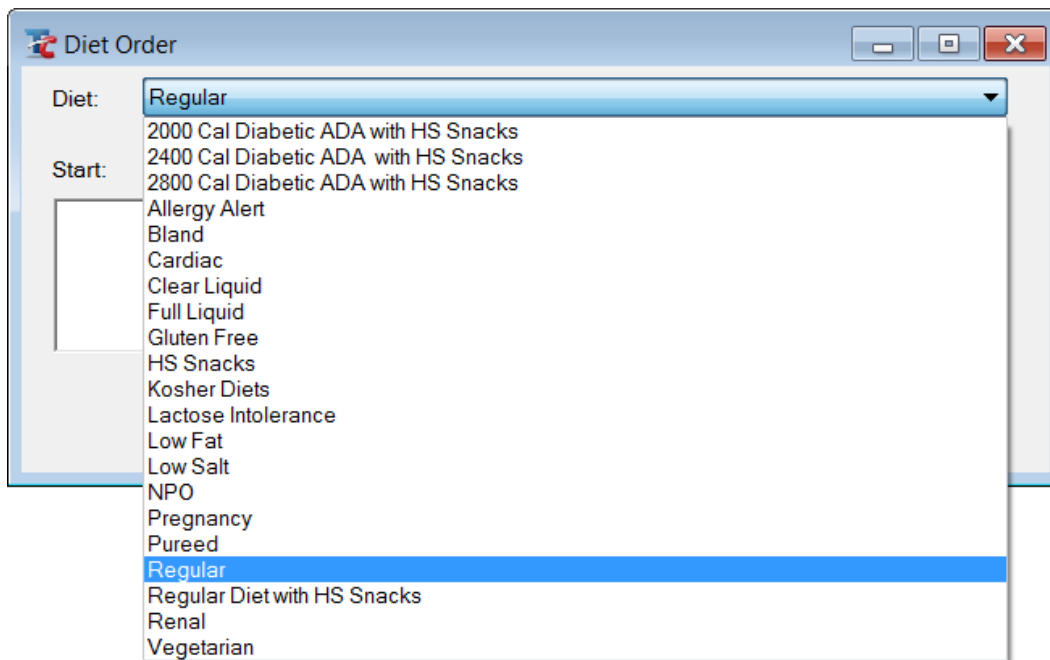 Diet Order
Diet: Regular
Start:
2000 Cal Diabetic ADA with HS Snacks
2400 Cal Diabetic ADA  with HS Snacks
2800 Cal Diabetic ADA with HS Snacks
Allergy Alert
Bland
Cardiac
Clear Liquid
Full Liquid
Gluten Free
HS Snacks
Kosher Diets
Lactose Intolerance
Low Fat
Low Salt
NPO
Pregnancy
Pureed
Regular
Regular Diet with HS Snacks
Renal
Vegetarian